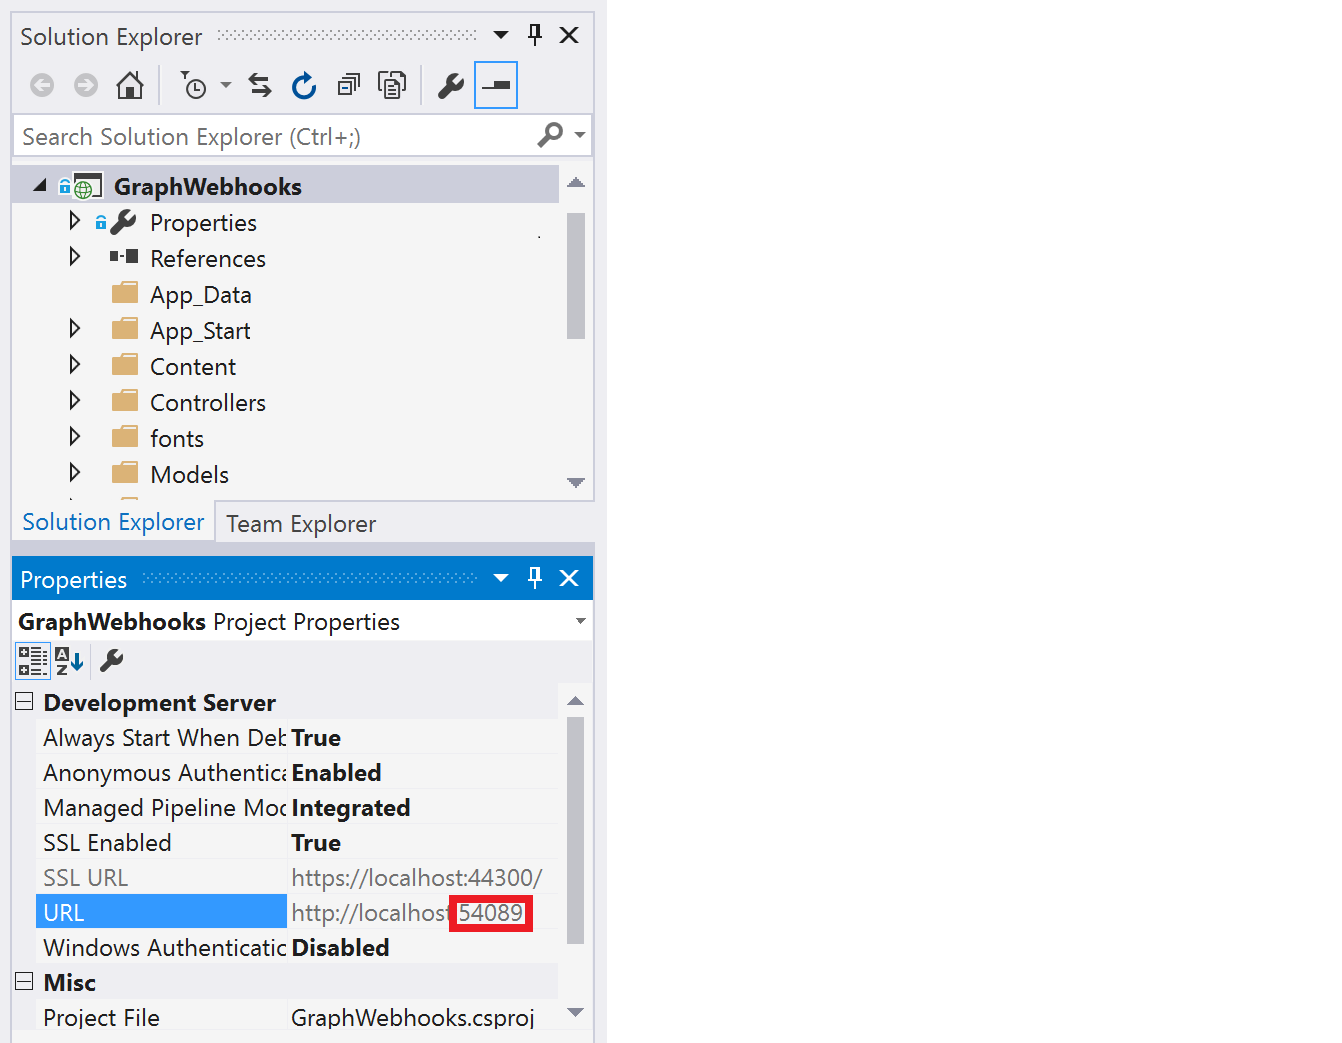 Solution Explorer
Search Solution Explorer (Ctrl+;)
GraphWebhooks
Properties
References
App_Data
App_Start
Content
Controllers
fonts
Models
Solution Explorer Team Explorer
Properties
GraphWebhooks Project Properties
A
Z
Development Server
Always Start When Deb True
Anonymous Authentica Enabled
Managed Pipeline Moc Integrated
SSL Enabled True
SSL URL https://localhost:44300/
URL http://localhost:54089
Windows Authenticatic Disabled
Misc
Project File GraphWebhooks.csproj